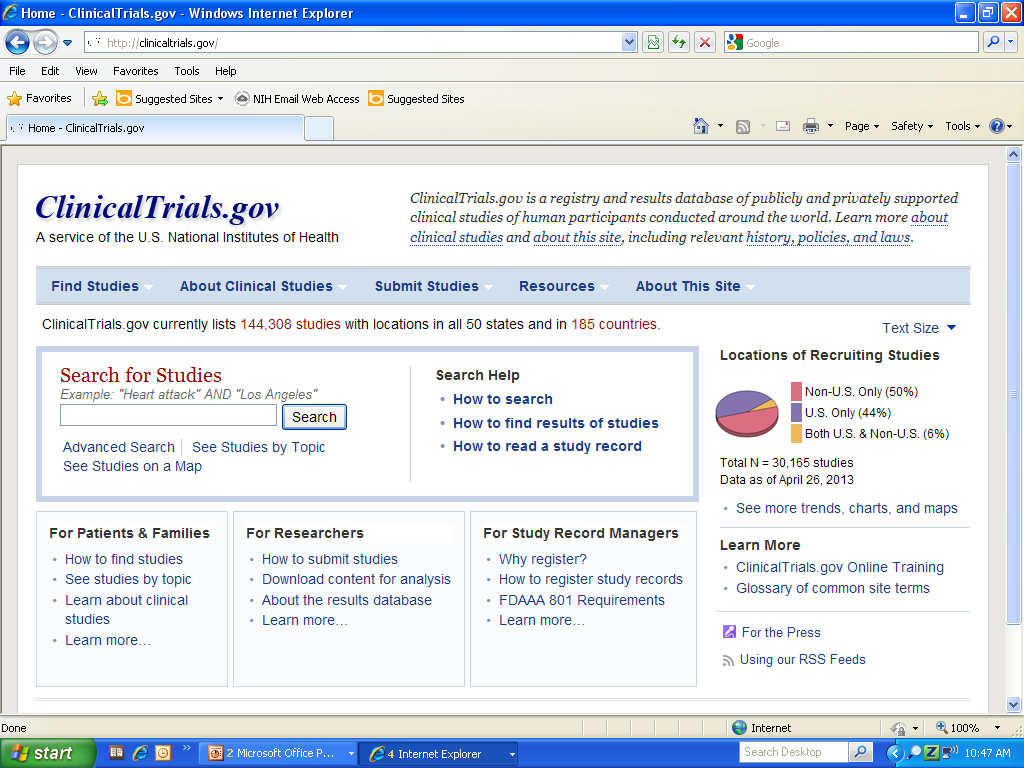 Home - ClinicalTrials.gov - Windows Internet Explorer
http://clinicaltrials.gov/
Google
File Edit View Favorites Tools Help
Favorites Suggested Sites NIH Email Web Access Suggested Sites
Home - ClinicalTrials.gov
Page Safety Tools
ClinicalTrials.gov
A service of the U.S. National Institutes of Health
ClinicalTrials.gov is a registry and results database of publicly and privately supported
clinical studies of human participants conducted around the world. Learn more about
clinical studies and about this site, including relevant history, policies, and laws.
Find Studies About Clinical Studies Submit Studies Resources About This Site
ClinicalTrials.gov currently lists 144,308 studies with locations in all 50 states and in 185 countries.
Text Size
Search for Studies
Example: "Heart attack" AND "Los Angeles"
Search
Advanced Search See Studies by Topic
See Studies on a Map
Search Help
• How to search
• How to find results of studies
• How to read a study record
Locations of Recruiting Studies
Non-U.S. Only (50%)
U.S. Only (44%)
Both U.S. & Non-U.S. (6%)
Total N = 30,165 studies
Data as of April 26, 2013
• See more trends, charts, and maps
For Patients & Families
• How to find studies
• See studies by topic
• Learn about clinical
studies
• Learn more…
For Researchers
• How to submit studies
• Download content for analysis
• About the results database
• Learn more…
For Study Record Managers
• Why register?
• How to register study records
• FDAAA 801 Requirements
• Learn more…
Learn More
• ClinicalTrials.gov Online Training
• Glossary of common site terms
For the Press
Using our RSS Feeds
Done
Internet
100%
start
2 Microsoft Office P...
4 Internet Explorer
Search Desktop
10:47 AM